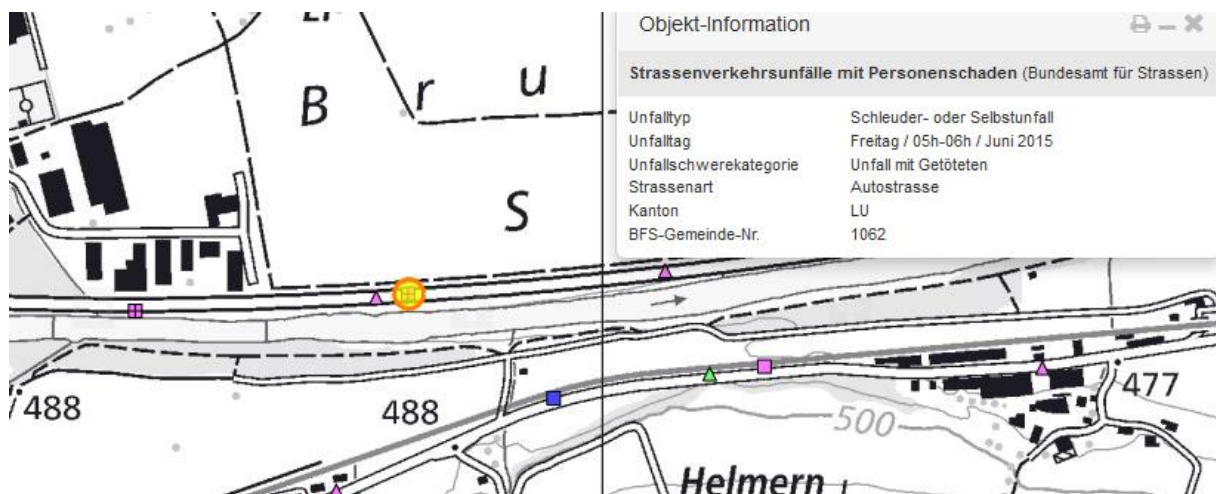 Objekt-Information
Strassenverkehrsunfälle mit Personenschaden (Bundesamt für Strassen)
Unfalltyp Schleuder- oder Selbstunfall
Unfalltag Freitag / 05h-06h / Juni 2015
Unfallschwerekategorie Unfall mit Getöteten
Strassenart Autostrasse
Kanton LU
BFS-Gemeinde-Nr. 1062
B r u
S
488
488
477
500
Helmern